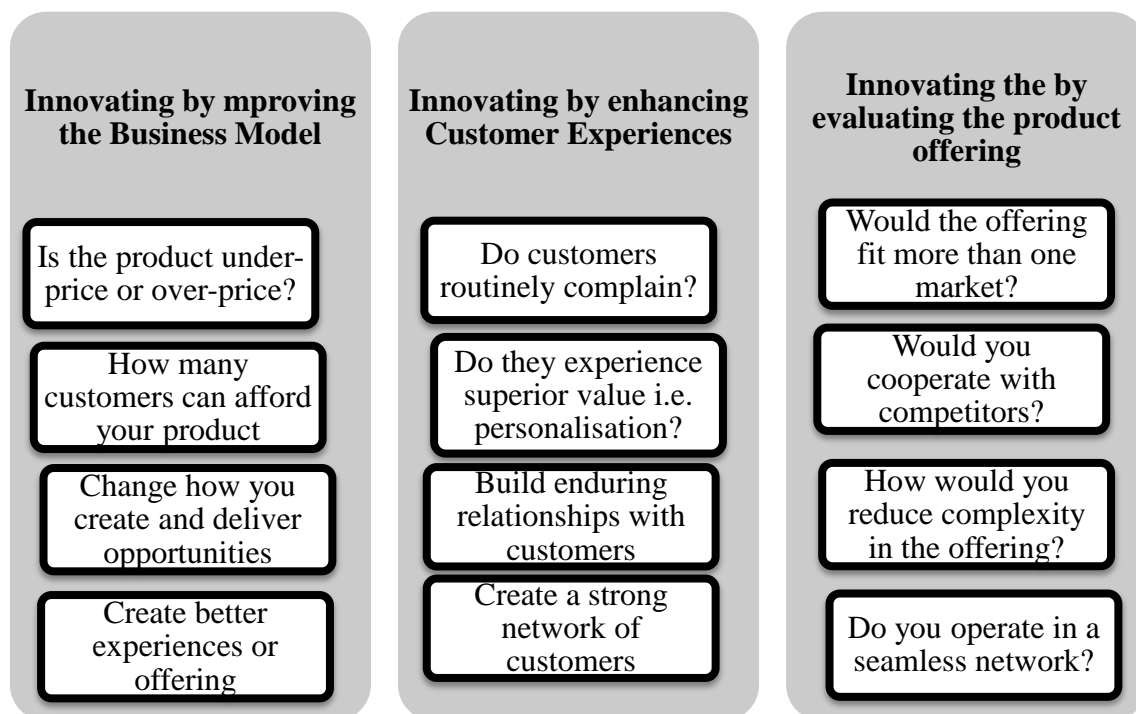 Innovating by mproving
the Business Model
Is the product under-
price or over-price?
How many
customers can afford
your product
Change how you
create and deliver
opportunities
Create better
experiences or
offering
Innovating by enhancing
Customer Experiences
Do customers
routinely complain?
Do they experience
superior value i.e.
personalisation?
Build enduring
relationships with
customers
Create a strong
network of
customers
Innovating the by
evaluating the product
offering
Would the offering
fit more than one
market?
Would you
cooperate with
competitors?
How would you
reduce complexity
in the offering?
Do you operate in a
seamless network?